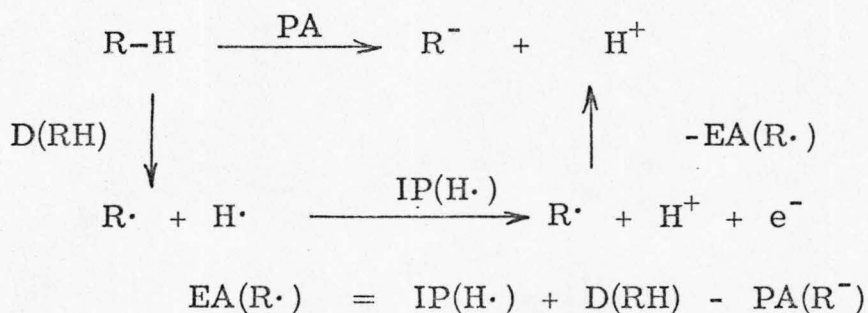 PA
R-H R⁻ + H⁺
D(RH) -EA(R·)
IP(H·)
R· + H· R· + H⁺ + e⁻
EA(R·) = IP(H·) + D(RH) - PA(R⁻)